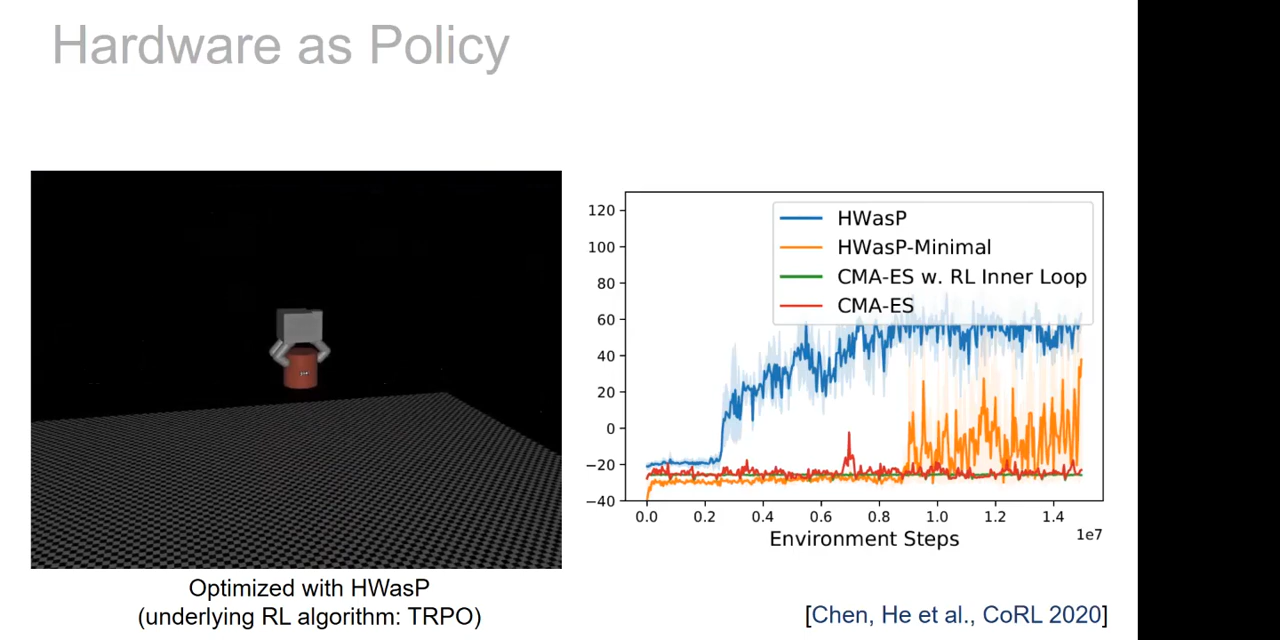 Hardware as Policy
120
100
80
60
40
20
0
−20
−40
HWasP
HWasP-Minimal
CMA-ES w. RL Inner Loop
CMA-ES
0.0 0.2 0.4 0.6 0.8 1.0 1.2 1.4
1e7
Environment Steps
Optimized with HWasP
(underlying RL algorithm: TRPO)
[Chen, He et al., CoRL 2020]